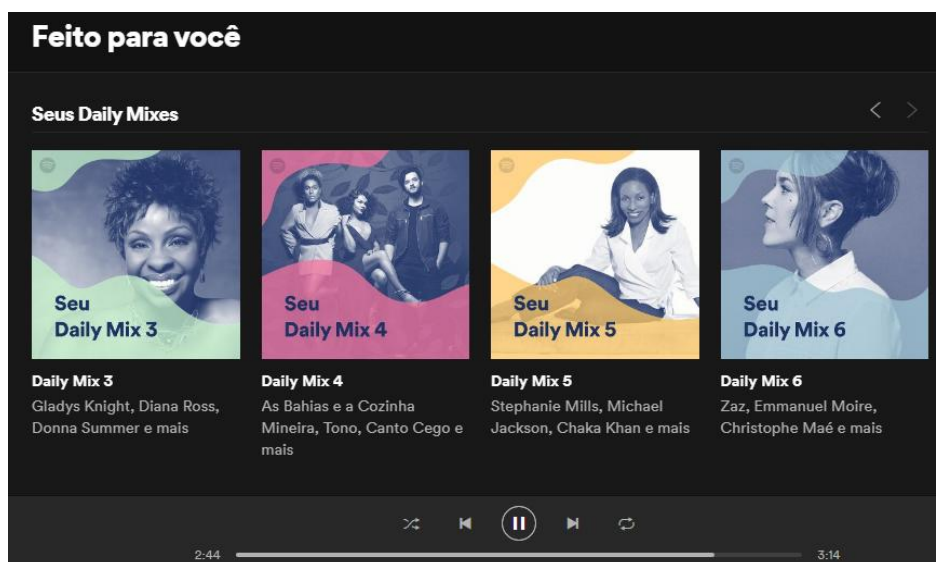 Feito para você
Seus Daily Mixes
Seu
Daily Mix 3
Seu
Daily Mix 4
Seu
Daily Mix 5
Seu
Daily Mix 6
Daily Mix 3
Gladys Knight, Diana Ross,
Donna Summer e mais
Daily Mix 4
As Bahias e a Cozinha
Mineira, Tono, Canto Cego e
mais
Daily Mix 5
Stephanie Mills, Michael
Jackson, Chaka Khan e mais
Daily Mix 6
Zaz, Emmanuel Moire,
Christophe Maé e mais
2:44
3:14